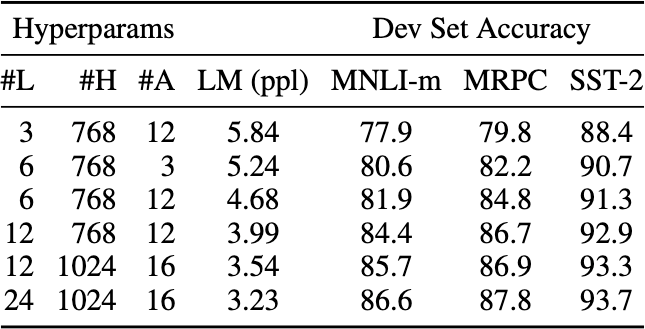 Hyperparams Dev Set Accuracy
#L #H #A LM (ppl) MNLI-m MRPC SST-2
3 768 12 5.84 77.9 79.8 88.4
6 768 3 5.24 80.6 82.2 90.7
6 768 12 4.68 81.9 84.8 91.3
12 768 12 3.99 84.4 86.7 92.9
12 1024 16 3.54 85.7 86.9 93.3
24 1024 16 3.23 86.6 87.8 93.7